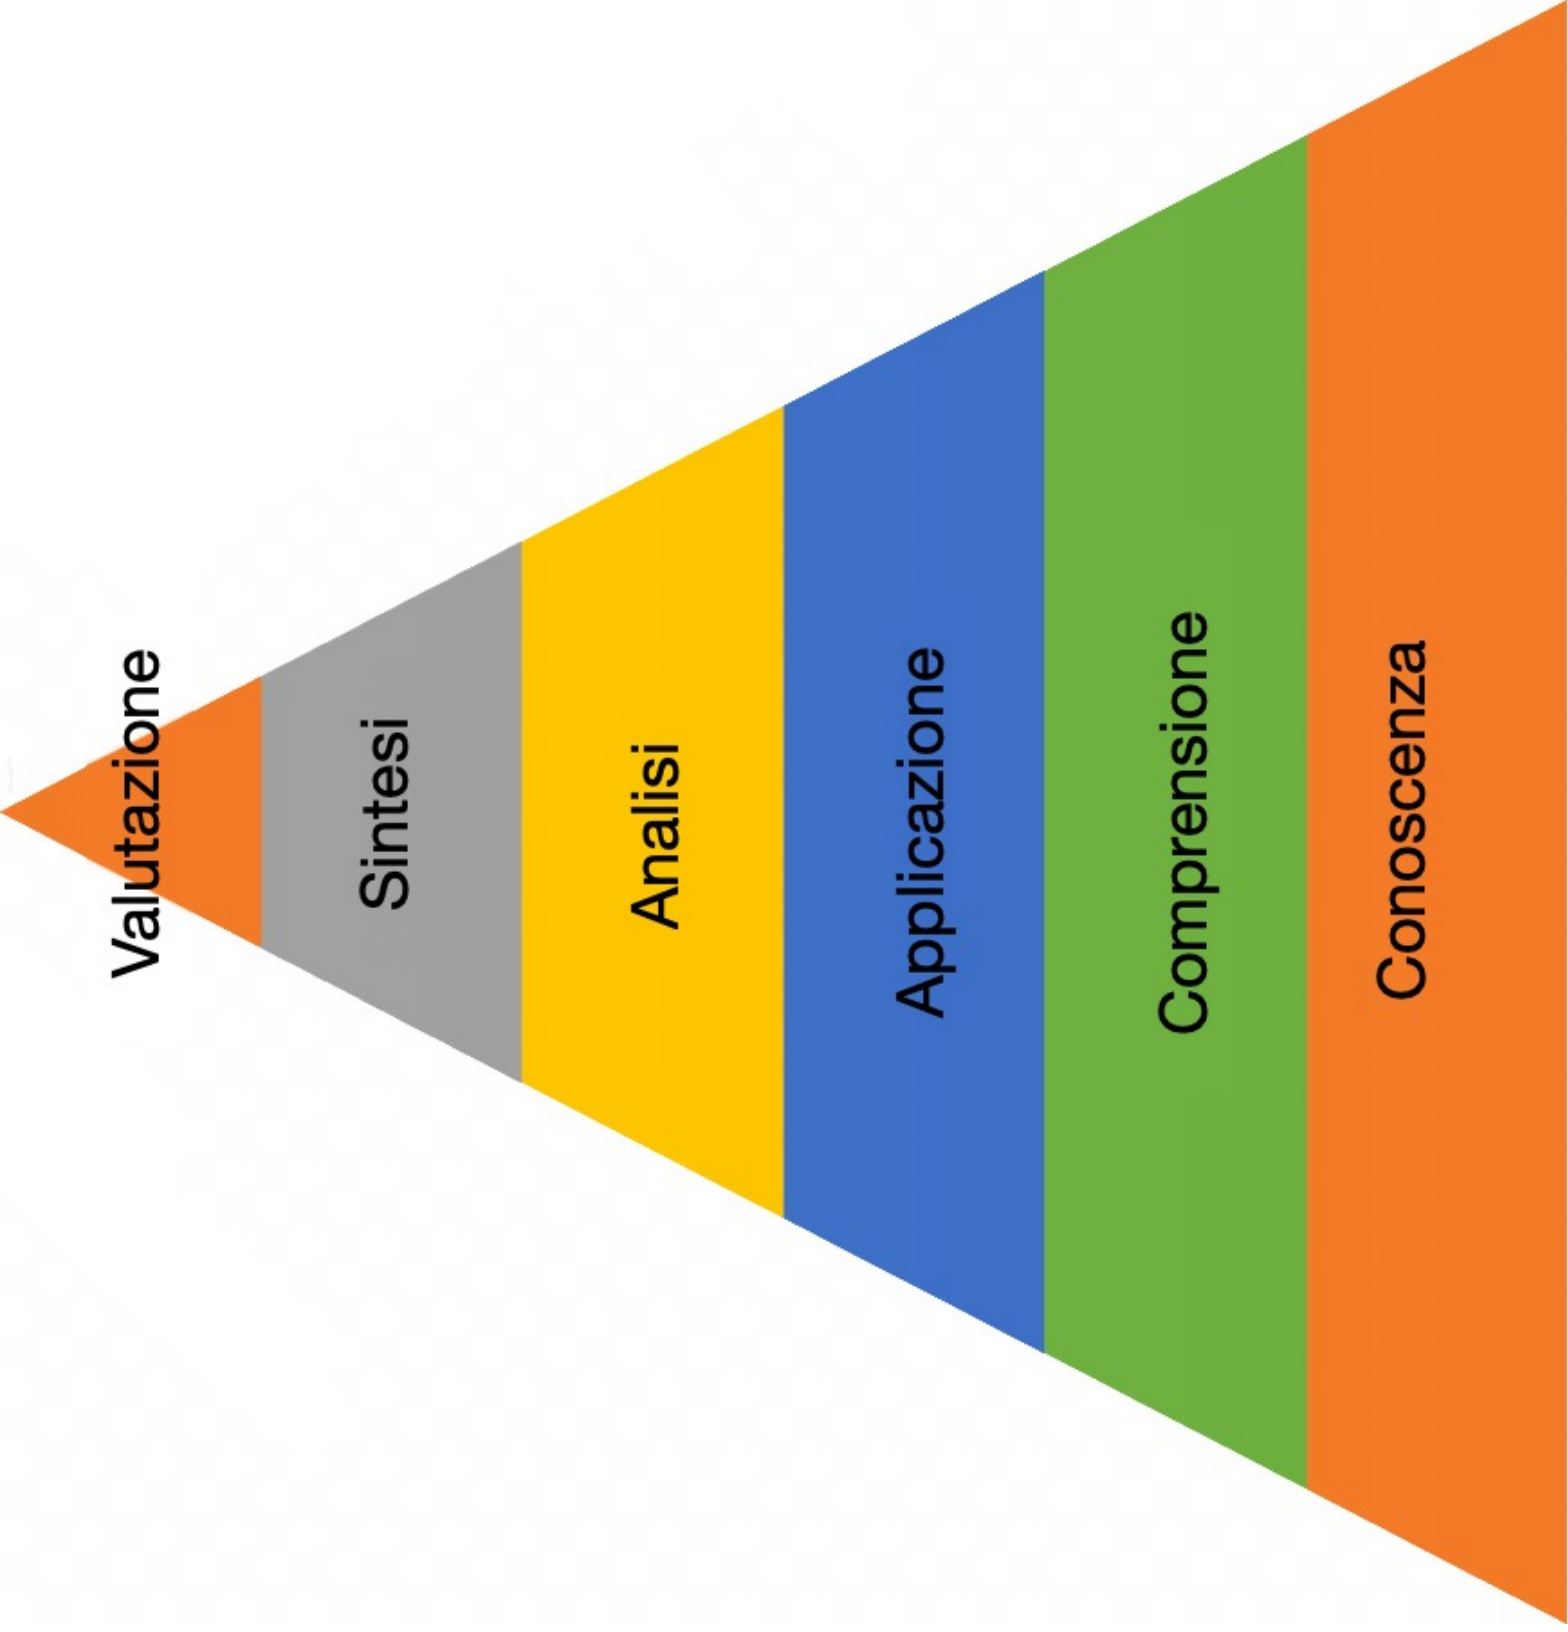 Valutazione
Sintesi
Analisi
Applicazione
Comprensione
Conoscenza